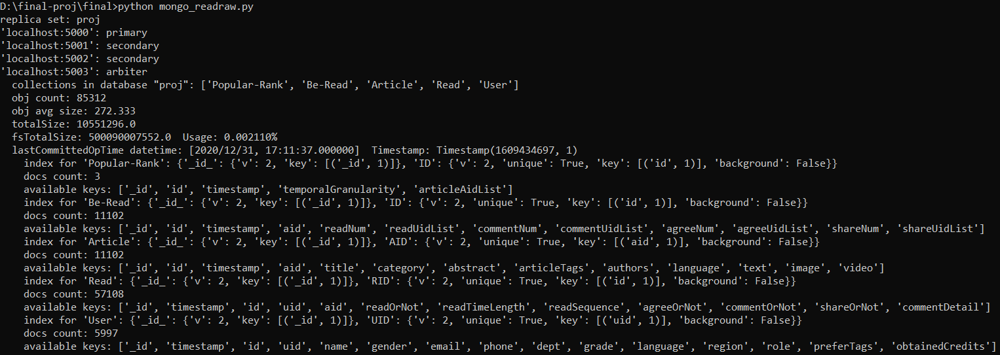 D:\final-proj\final>python mongo_readraw.py
replica set: proj
'localhost:5000': primary
'localhost:5001': secondary
'localhost:5002': secondary
'localhost:5003': arbiter
  collections in database "proj": ['Popular-Rank', 'Be-Read', 'Article', 'Read', 'User']
  obj count: 85312
  obj avg size: 272.333
  totalSize: 10551296.0
  fsTotalSize: 500090007552.0  Usage: 0.002110%
  lastCommittedOpTime datetime: [2020/12/31, 17:11:37.000000]  Timestamp: Timestamp(1609434697, 1)
    index for 'Popular-Rank': {'_id_': {'v': 2, 'key': [('_id', 1)]}, 'ID': {'v': 2, 'unique': True, 'key': [('id', 1)], 'background': False}}
    docs count: 3
    available keys: ['_id', 'id', 'timestamp', 'temporalGranularity', 'articleAidList']
    index for 'Be-Read': {'_id_': {'v': 2, 'key': [('_id', 1)]}, 'ID': {'v': 2, 'unique': True, 'key': [('id', 1)], 'background': False}}
    docs count: 11102
    available keys: ['_id', 'id', 'timestamp', 'aid', 'readNum', 'readUidList', 'commentNum', 'commentUidList', 'agreeNum', 'agreeUidList', 'shareNum', 'shareUidList']
    index for 'Article': {'_id_': {'v': 2, 'key': [('_id', 1)]}, 'AID': {'v': 2, 'unique': True, 'key': [('aid', 1)], 'background': False}}
    docs count: 11102
    available keys: ['_id', 'id', 'timestamp', 'aid', 'title', 'category', 'abstract', 'articleTags', 'authors', 'language', 'text', 'image', 'video']
    index for 'Read': {'_id_': {'v': 2, 'key': [('_id', 1)]}, 'RID': {'v': 2, 'unique': True, 'key': [('id', 1)], 'background': False}}
    docs count: 57108
    available keys: ['_id', 'timestamp', 'id', 'uid', 'aid', 'readOrNot', 'readTimeLength', 'readSequence', 'agreeOrNot', 'commentOrNot', 'shareOrNot', 'commentDetail']
    index for 'User': {'_id_': {'v': 2, 'key': [('_id', 1)]}, 'UID': {'v': 2, 'unique': True, 'key': [('uid', 1)], 'background': False}}
    docs count: 5997
    available keys: ['_id', 'timestamp', 'id', 'uid', 'name', 'gender', 'email', 'phone', 'dept', 'grade', 'language', 'region', 'role', 'preferTags', 'obtainedCredits']